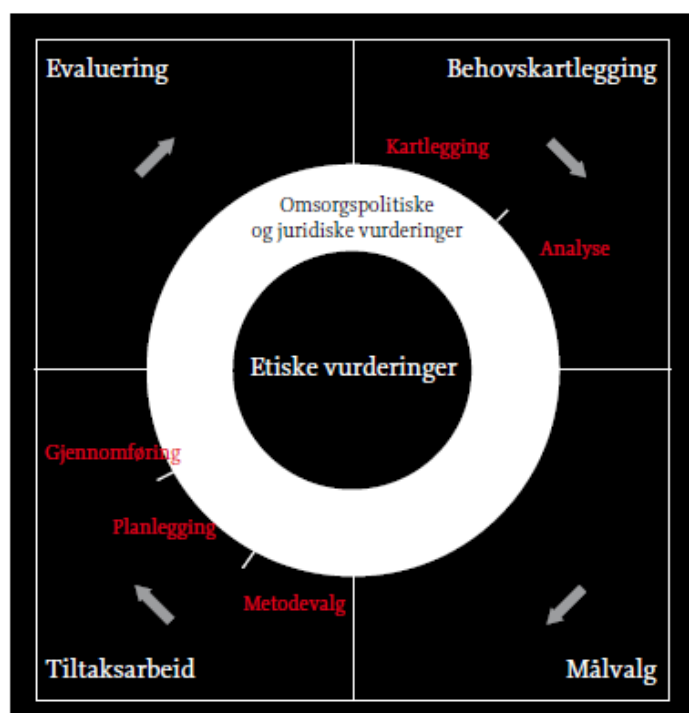 Evaluering
Behovskartlegging
Kartlegging
Omsorgspolitiske
og juridiske vurderinger
Analyse
Etiske vurderinger
Gjennomføring
Planlegging
Metodevalg
Tiltaksarbeid
Målvalg